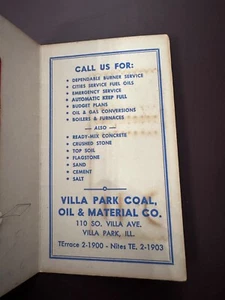 CALL US FOR:
• DEPENDABLE BURNER SERVICE
• CITIES SERVICE FUEL OILS
• EMERGENCY SERVICE
• AUTOMATIC KEEP FULL
• BUDGET PLANS
• OIL & GAS CONVERSIONS
• BOILERS & FURNACES
— ALSO —
• READY-MIX CONCRETE
• CRUSHED STONE
• TOP SOIL
• FLAGSTONE
• SAND
• CEMENT
• SALT
VILLA PARK COAL,
OIL & MATERIAL CO.
110 SO. VILLA AVE.
VILLA PARK, ILL.
TErrace 2-1900 - Nites TE. 2-1903